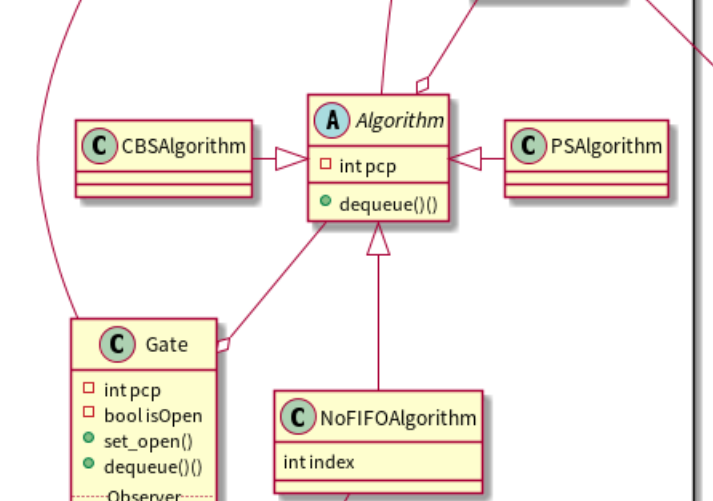 A Algorithm
int pcp
dequeue()()
C CBSAlgorithm
C PSAlgorithm
C Gate
int pcp
bool isOpen
set_open()
dequeue()()
Observer
C NoFIFOAlgorithm
int index